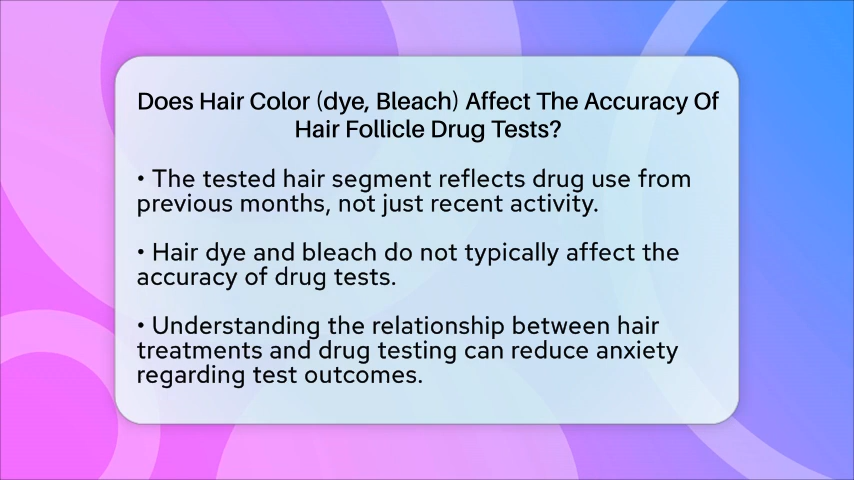 Does Hair Color (dye, Bleach) Affect The Accuracy Of
Hair Follicle Drug Tests?
• The tested hair segment reflects drug use from
previous months, not just recent activity.
• Hair dye and bleach do not typically affect the
accuracy of drug tests.
• Understanding the relationship between hair
treatments and drug testing can reduce anxiety
regarding test outcomes.